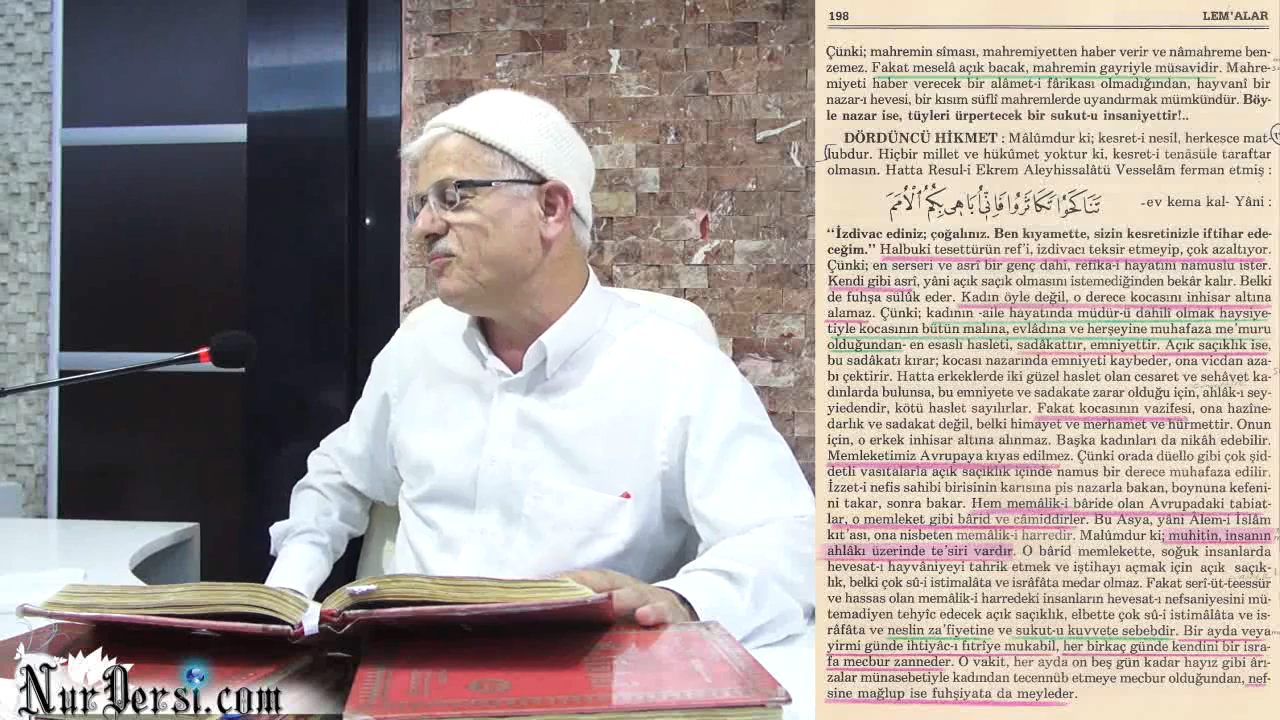 198 LEM'ALAR
Çünki; mahremin sîması, mahremiyetten haber verir ve nâmahreme ben-
zemez. Fakat meselâ açık bacak, mahremin gayriyle müsavidir. Mahre-
miyeti haber verecek bir alâmet-i fârikası olmadığından, hayvanî bir
nazar-ı hevesi, bir kısım süflî mahremlerde uyandırmak mümkündür. Böy-
le nazar ise, tüyleri ürpertecek bir sukut-u insaniyettir!..
DÖRDÜNCÜ HİKMET : Mâlûmdur ki; kesret-i nesil, herkesce mat-
lubdur. Hiçbir millet ve hükûmet yoktur ki, kesret-i tenâsüle taraftar
olmasın. Hatta Resul-i Ekrem Aleyhissalâtü Vesselâm ferman etmiş :
تَنَاكَحُوا تَكَاثَرُوا فَاِنِّى اُبَاهِى بِكُمُ الْاُمَمَ -ev kema kal- Yâni :
"İzdivac ediniz; çoğalınız. Ben kıyamette, sizin kesretinizle iftihar ede-
ceğim." Halbuki tesettürün ref'i, izdivacı teksir etmeyip, çok azaltıyor.
Çünki; en serseri ve asrî bir genç dahi, refika-i hayatını namuslu ister.
Kendi gibi asrî, yâni açık saçık olmasını istemediğinden bekâr kalır. Belki
de fuhşa sülûk eder. Kadın öyle değil, o derece kocasını inhisar altına
alamaz. Çünki; kadının -aile hayatında müdür-ü dahilî olmak haysiye-
tiyle kocasının bütün malına, evlâdına ve herşeyine muhafaza me'muru
olduğundan- en esaslı hasleti, sadâkattır, emniyettir. Açık saçıklık ise,
bu sadâkatı kırar; kocası nazarında emniyeti kaybeder, ona vicdan aza-
bı çektirir. Hatta erkeklerde iki güzel haslet olan cesaret ve sehâvet ka-
dınlarda bulunsa, bu emniyete ve sadakate zarar olduğu için, ahlâk-ı sey-
yiedendir, kötü haslet sayılırlar. Fakat kocasının vazifesi, ona hazîne-
darlık ve sadakat değil, belki himayet ve merhamet ve hürmettir. Onun
için, o erkek inhisar altına alınmaz. Başka kadınları da nikâh edebilir.
Memleketimiz Avrupaya kıyas edilmez. Çünki orada düello gibi çok şid-
detli vasıtalarla açık saçıklık içinde namus bir derece muhafaza edilir.
İzzet-i nefis sahibi birisinin karısına pis nazarla bakan, boynuna kefeni-
ni takar, sonra bakar. Hem memâlik-i bâride olan Avrupadaki tabiat-
lar, o memleket gibi bârid ve câmiddirler. Bu Asya, yâni Âlem-i İslâm
kıt'ası, ona nisbeten memâlik-i harredir. Malûmdur ki; muhitin, insanın
ahlâkı üzerinde te'siri vardır. O bârid memlekette, soğuk insanlarda
hevesat-ı hayvâniyeyi tahrik etmek ve iştihayı açmak için açık saçık-
lık, belki çok sû-i istimalâta ve isrâfata medar olmaz. Fakat seri-üt-teessür
ve hassas olan memâlik-i harredeki insanların hevesat-ı nefsaniyesini mü-
temadiyen tehyîc edecek açık saçıklık, elbette çok sû-i istimâlâta ve is-
râfata ve neslin za'fiyetine ve sukut-u kuvvete sebebdir. Bir ayda veya
yirmi günde ihtiyâc-ı fıtrîye mukabil, her birkaç günde kendini bir isra-
fa mecbur zanneder. O vakit, her ayda on beş gün kadar hayız gibi ârı-
zalar münasebetiyle kadından tecennüb etmeye mecbur olduğundan, nef-
sine mağlup ise fuhşiyata da meyleder.
NurDersi.com